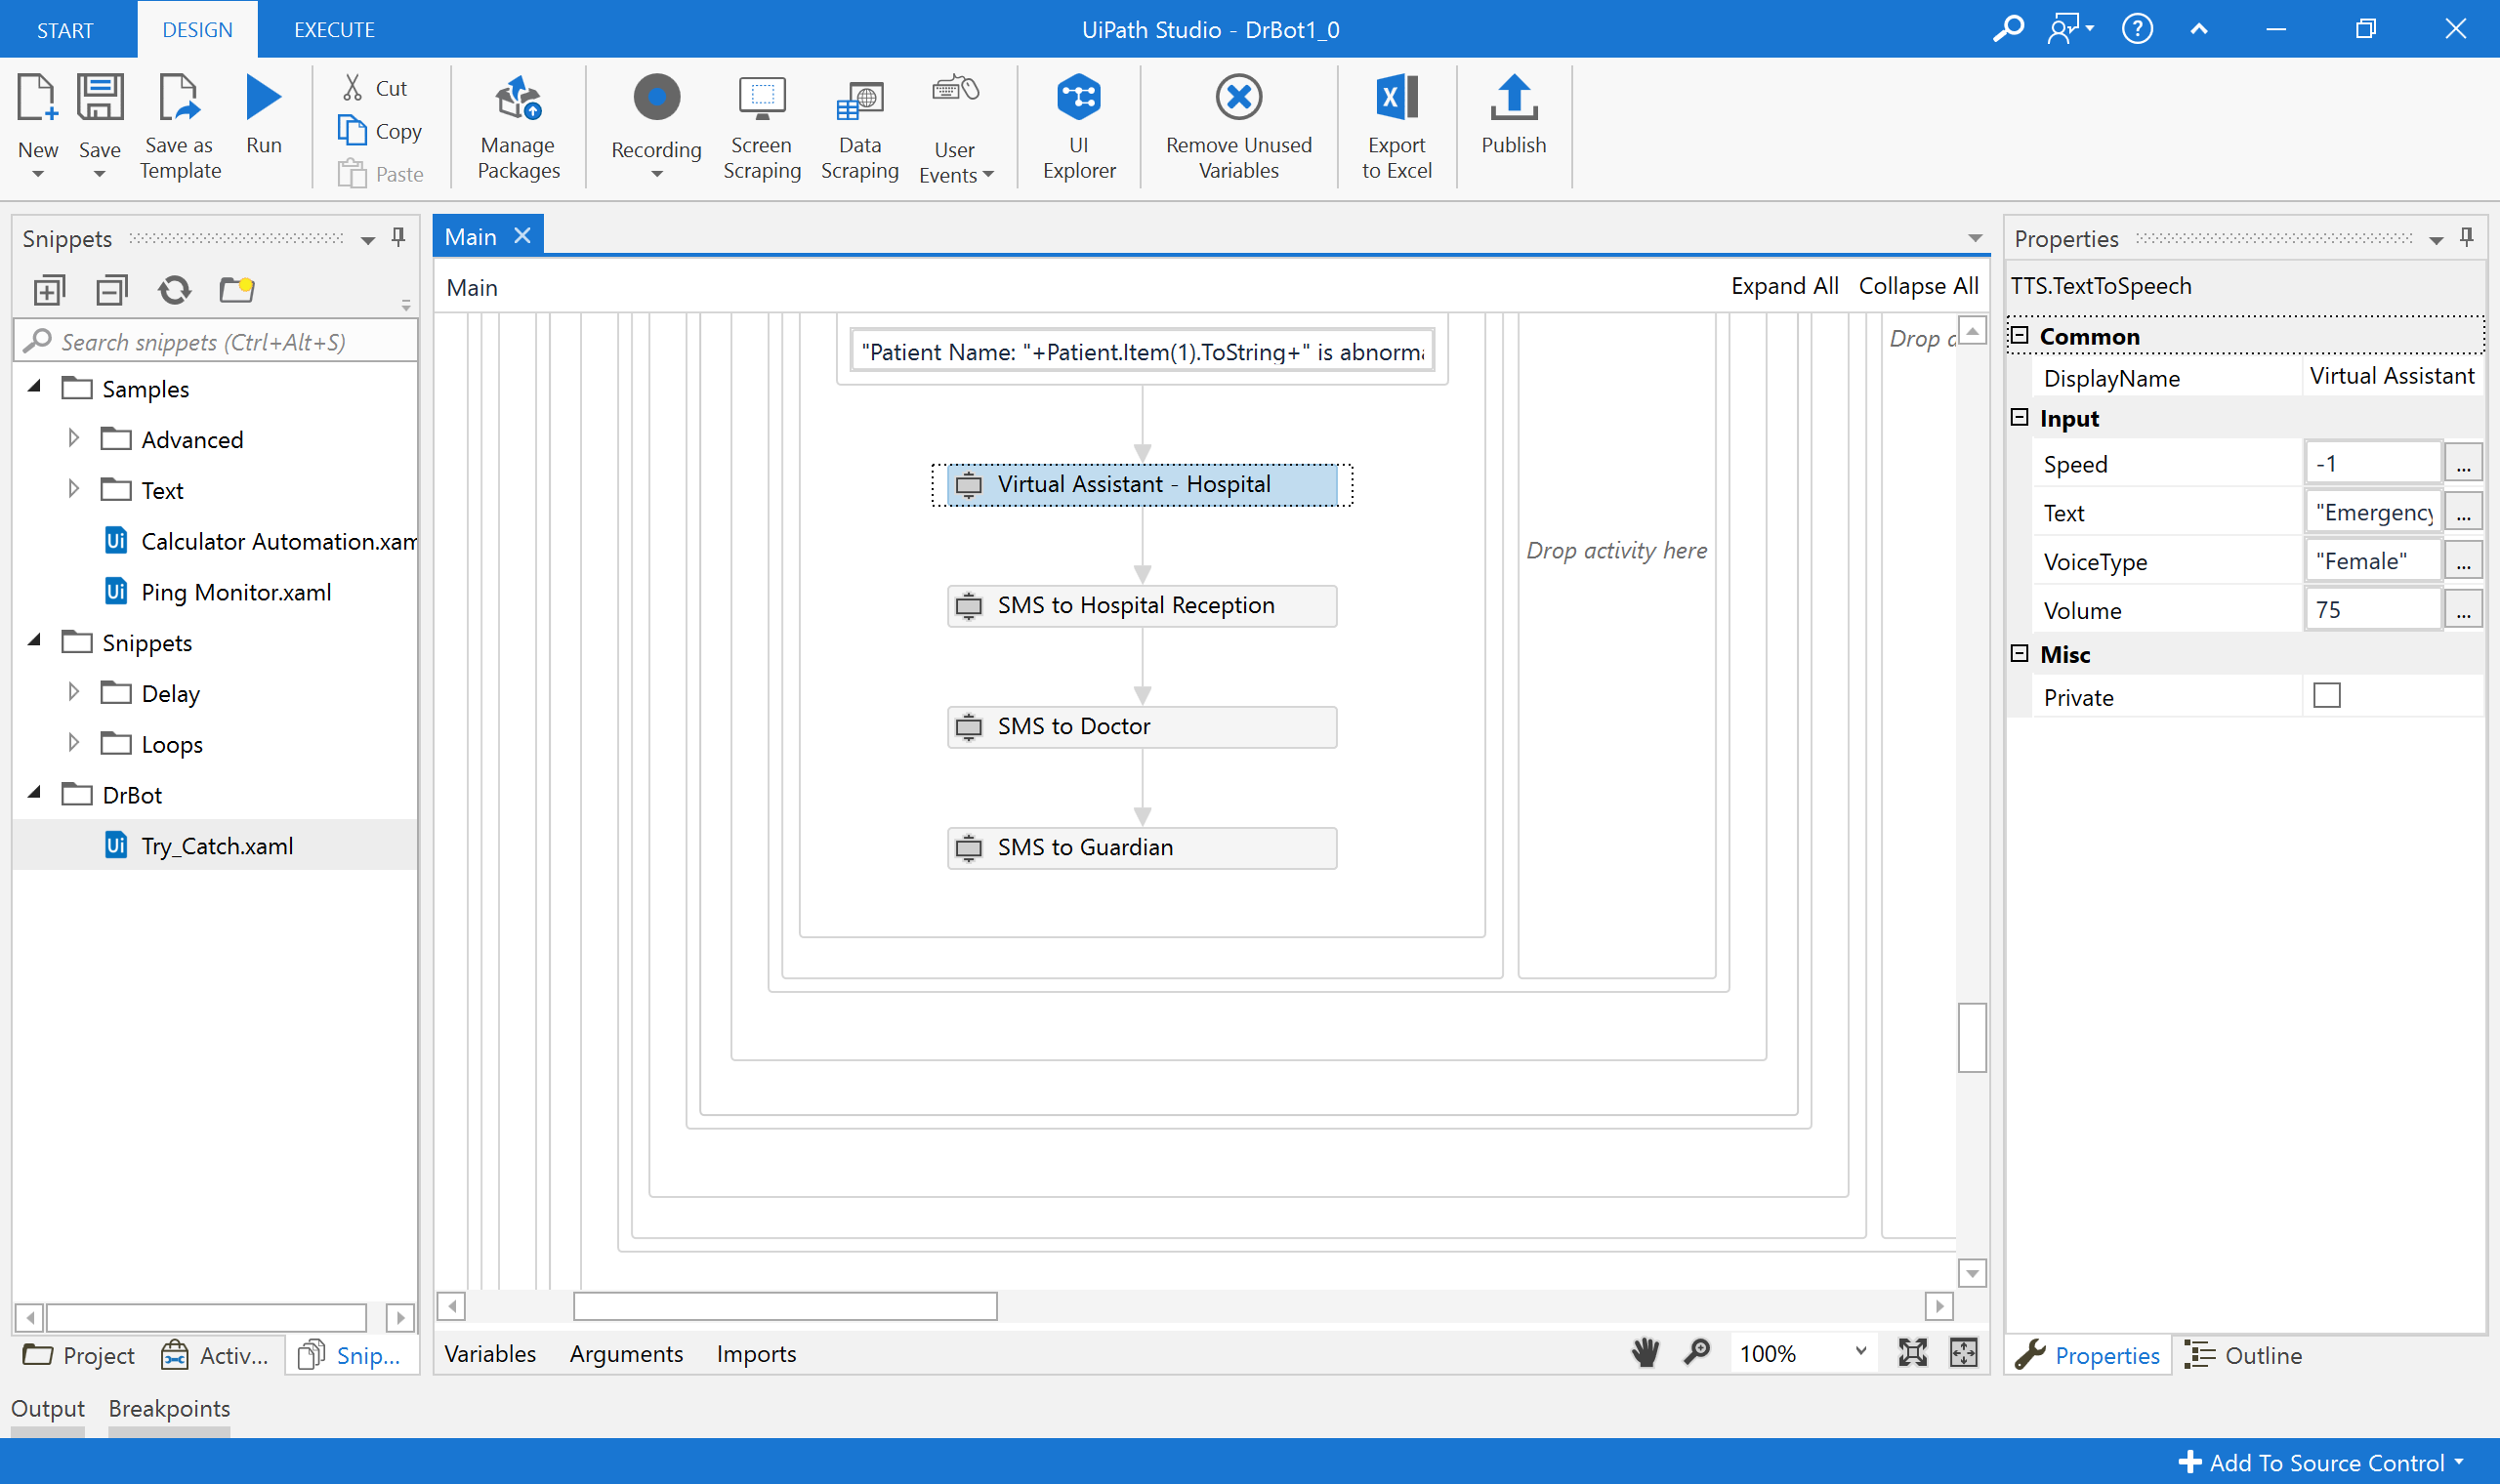 START DESIGN EXECUTE UiPath Studio - DrBot1_0
New
Save
Save as Template
Run
Cut
Copy
Paste
Manage Packages
Recording
Screen Scraping
Data Scraping
User Events
UI Explorer
Remove Unused Variables
Export to Excel
Publish
Snippets
Search snippets (Ctrl+Alt+S)
Samples
Advanced
Text
Calculator Automation.xam
Ping Monitor.xaml
Snippets
Delay
Loops
DrBot
Try_Catch.xaml
Project
Activ...
Snip...
Main
Main
Expand All Collapse All
"Patient Name: "+Patient.Item(1).ToString+" is abnorma
Virtual Assistant - Hospital
SMS to Hospital Reception
SMS to Doctor
SMS to Guardian
Drop activity here
Drop a
Variables Arguments Imports
100%
Properties
TTS.TextToSpeech
Common
DisplayName Virtual Assistant
Input
Speed -1 ...
Text "Emergency ...
VoiceType "Female" ...
Volume 75 ...
Misc
Private
Properties Outline
Output Breakpoints
Add To Source Control